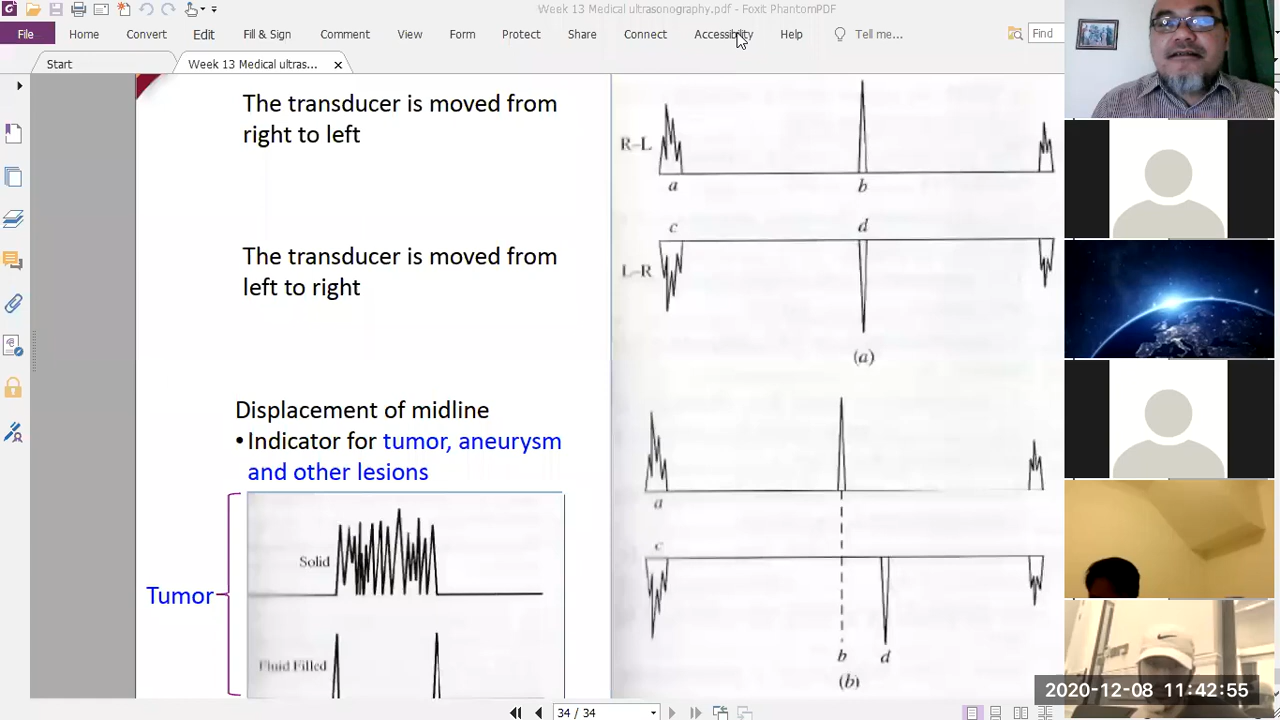 Week 13 Medical ultrasonography.pdf - Foxit PhantomPDF
File Home Convert Edit Fill & Sign Comment View Form Protect Share Connect Accessibility Help Tell me... Find
Start Week 13 Medical ultras...
The transducer is moved from
right to left
The transducer is moved from
left to right
Displacement of midline
• Indicator for tumor, aneurysm
and other lesions
Tumor
Solid
Fluid Filled
R–L
a b
c d
L–R
(a)
a
c
b d
(b)
34 / 34
2020-12-08 11:42:55